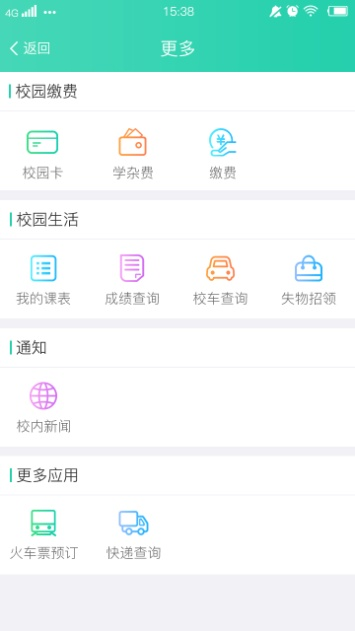 4G 15:38
返回 更多
校园缴费
校园卡 学杂费 缴费
校园生活
我的课表 成绩查询 校车查询 失物招领
通知
校内新闻
更多应用
火车票预订 快递查询